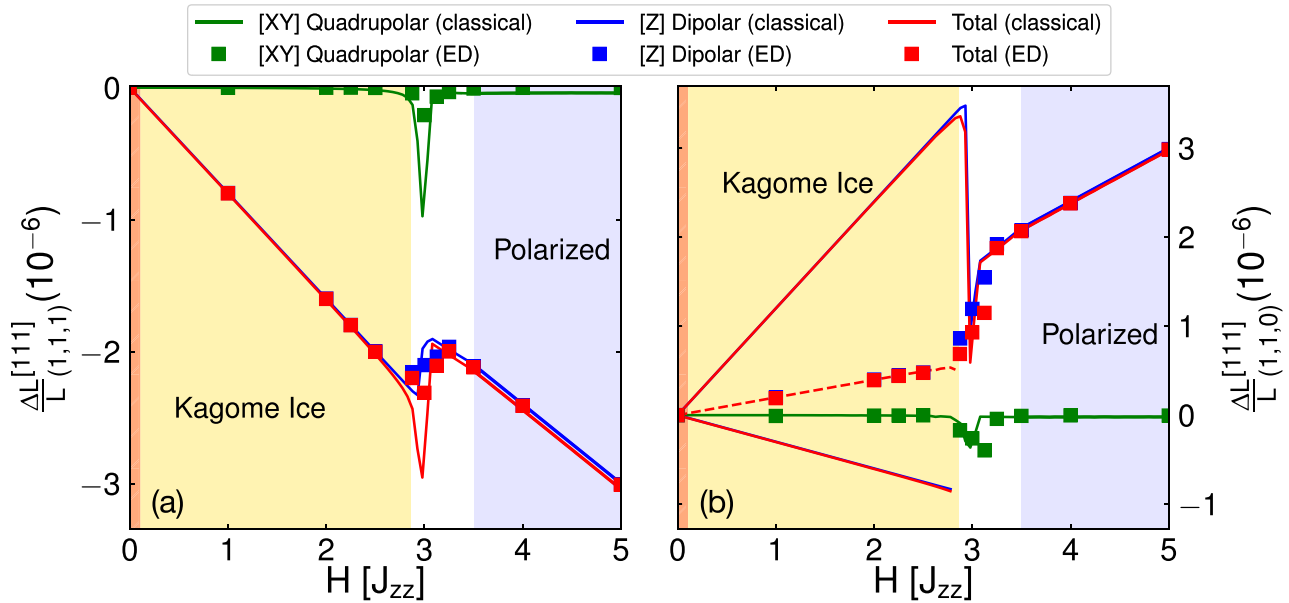 [XY] Quadrupolar (classical) [Z] Dipolar (classical) Total (classical)
[XY] Quadrupolar (ED) [Z] Dipolar (ED) Total (ED)
0
−1
−2
−3
ΔL/L [111] (1,1,1) (10⁻⁶)
Kagome Ice
Polarized
(a)
0 1 2 3 4 5
H [J_zz]
Kagome Ice
Polarized
(b)
0 1 2 3 4 5
H [J_zz]
3
2
1
0
−1
ΔL/L [111] (1,1,0) (10⁻⁶)